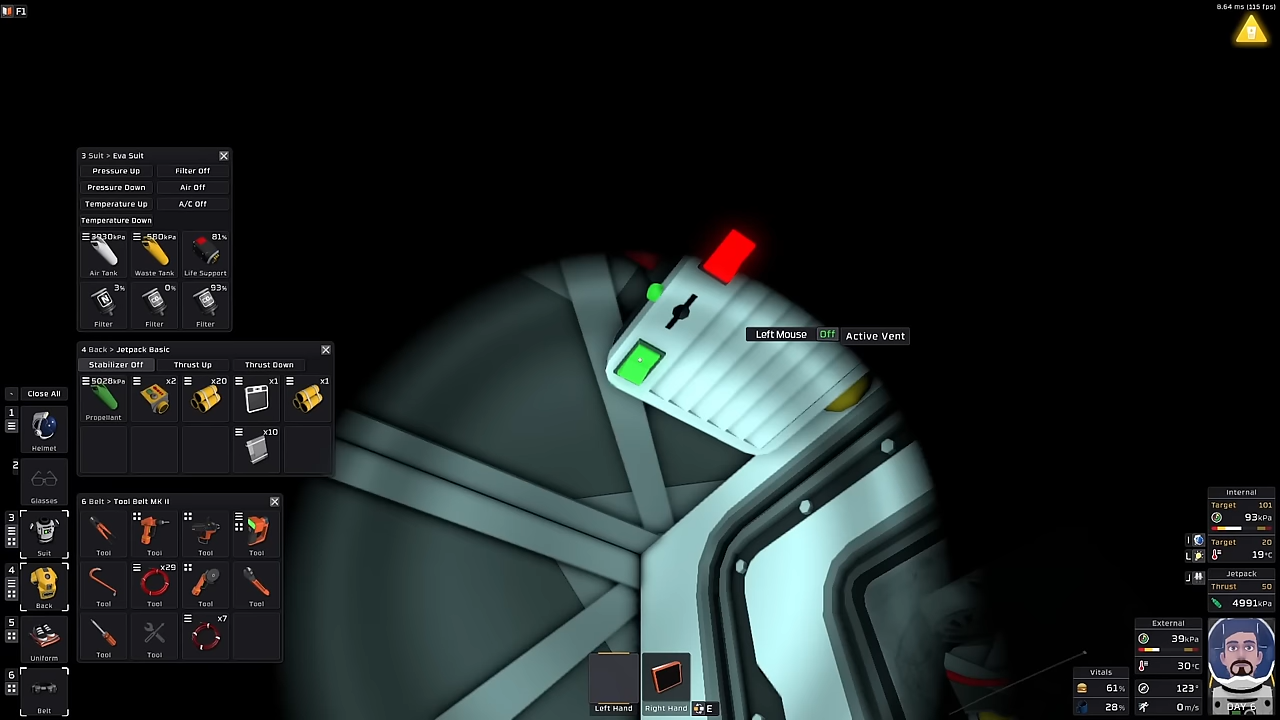 F1
8.64 ms (115 fps)
3 Suit > Eva Suit
Pressure Up
Filter Off
Pressure Down
Air Off
Temperature Up
A/C Off
Temperature Down
3930kPa
580kPa
81%
Air Tank
Waste Tank
Life Support
3%
0%
93%
Filter
Filter
Filter
Left Mouse
Off
Active Vent
4 Back > Jetpack Basic
Stabilizer Off
Thrust Up
Thrust Down
5028kPa
x2
x20
x1
x1
Propellant
x10
Close All
1
Helmet
2
Glasses
3
Suit
4
Back
5
Uniform
6
Belt
6 Belt > Tool Belt MK II
Tool
Tool
Tool
Tool
x29
Tool
Tool
Tool
Tool
x7
Tool
Tool
Left Hand
Right Hand
E
Internal
Target 101
93kPa
Target 20
19°C
Jetpack
Thrust 50
4991kPa
External
39kPa
30°C
123°
0m/s
Vitals
61%
28%
DAY 6